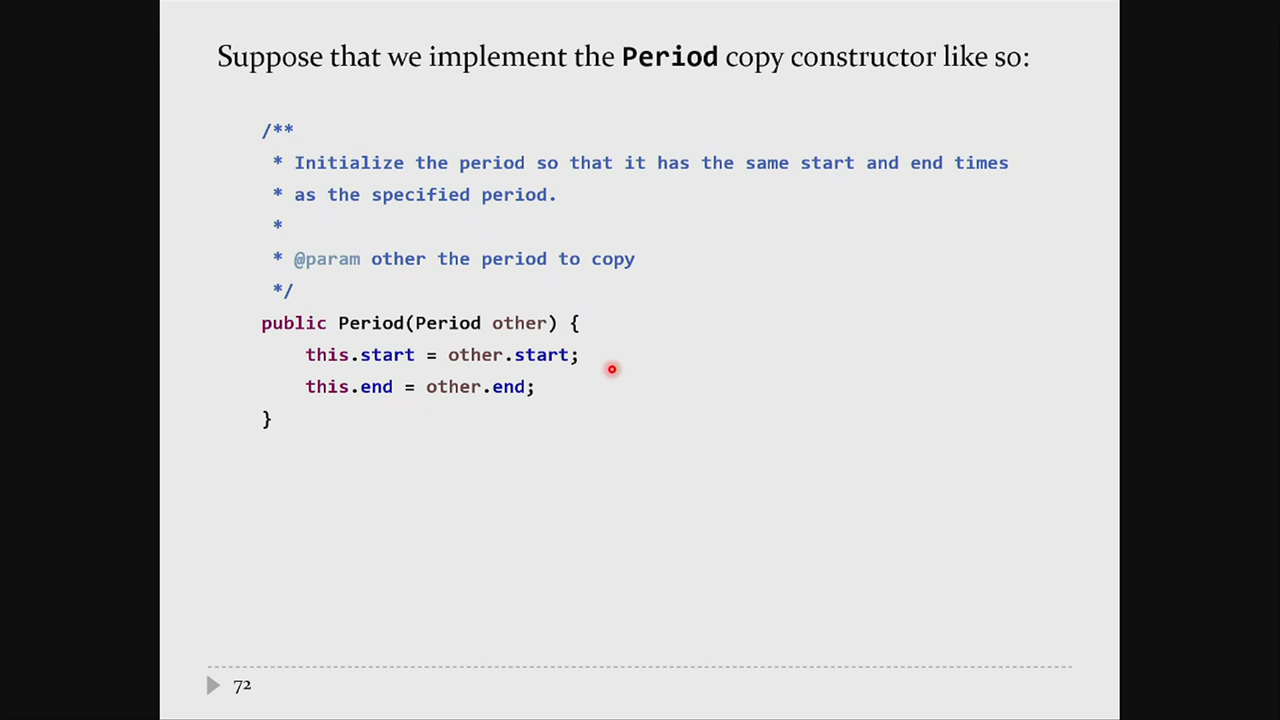 Suppose that we implement the Period copy constructor like so:
/**
 * Initialize the period so that it has the same start and end times
 * as the specified period.
 *
 * @param other the period to copy
 */
public Period(Period other) {
    this.start = other.start;
    this.end = other.end;
}
72